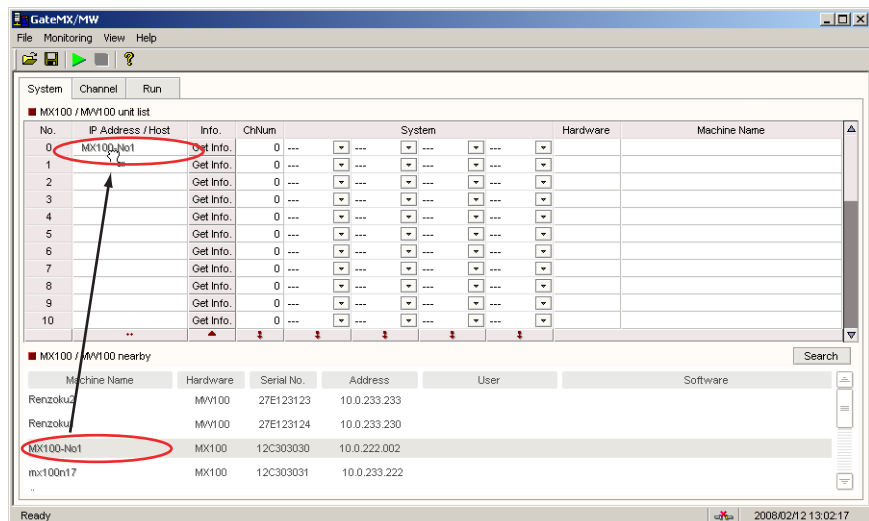 GateMX/MW
File Monitoring View Help
System Channel Run
MX100 / MW100 unit list
No. IP Address / Host Info. ChNum System Hardware Machine Name
0 MX100-No1 Get Info. 0 --- --- --- ---
1 Get Info. 0 --- --- --- ---
2 Get Info. 0 --- --- --- ---
3 Get Info. 0 --- --- --- ---
4 Get Info. 0 --- --- --- ---
5 Get Info. 0 --- --- --- ---
6 Get Info. 0 --- --- --- ---
7 Get Info. 0 --- --- --- ---
8 Get Info. 0 --- --- --- ---
9 Get Info. 0 --- --- --- ---
10 Get Info. 0 --- --- --- ---
MX100 / MW100 nearby Search
Machine Name Hardware Serial No. Address User Software
Renzoku2 MW100 27E123123 10.0.233.233
MW100 27E123124 10.0.233.230
MX100-No1 MX100 12C303030 10.0.222.002
mx100n17 MX100 12C303031 10.0.233.222
..
Ready 2008/02/12 13:02:17